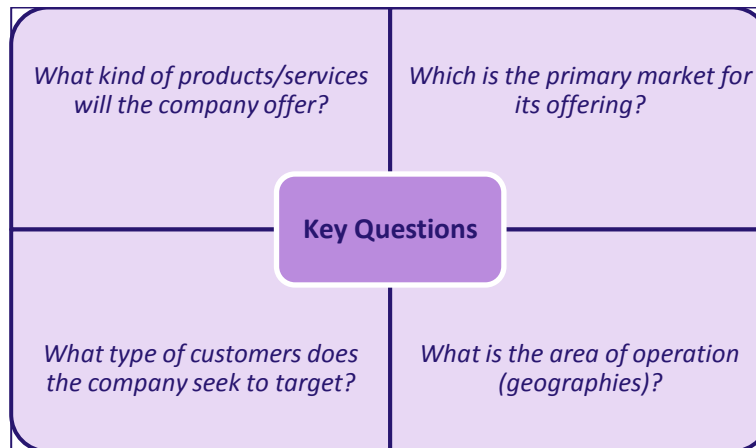 What kind of products/services
will the company offer?
Which is the primary market for
its offering?
Key Questions
What type of customers does
the company seek to target?
What is the area of operation
(geographies)?